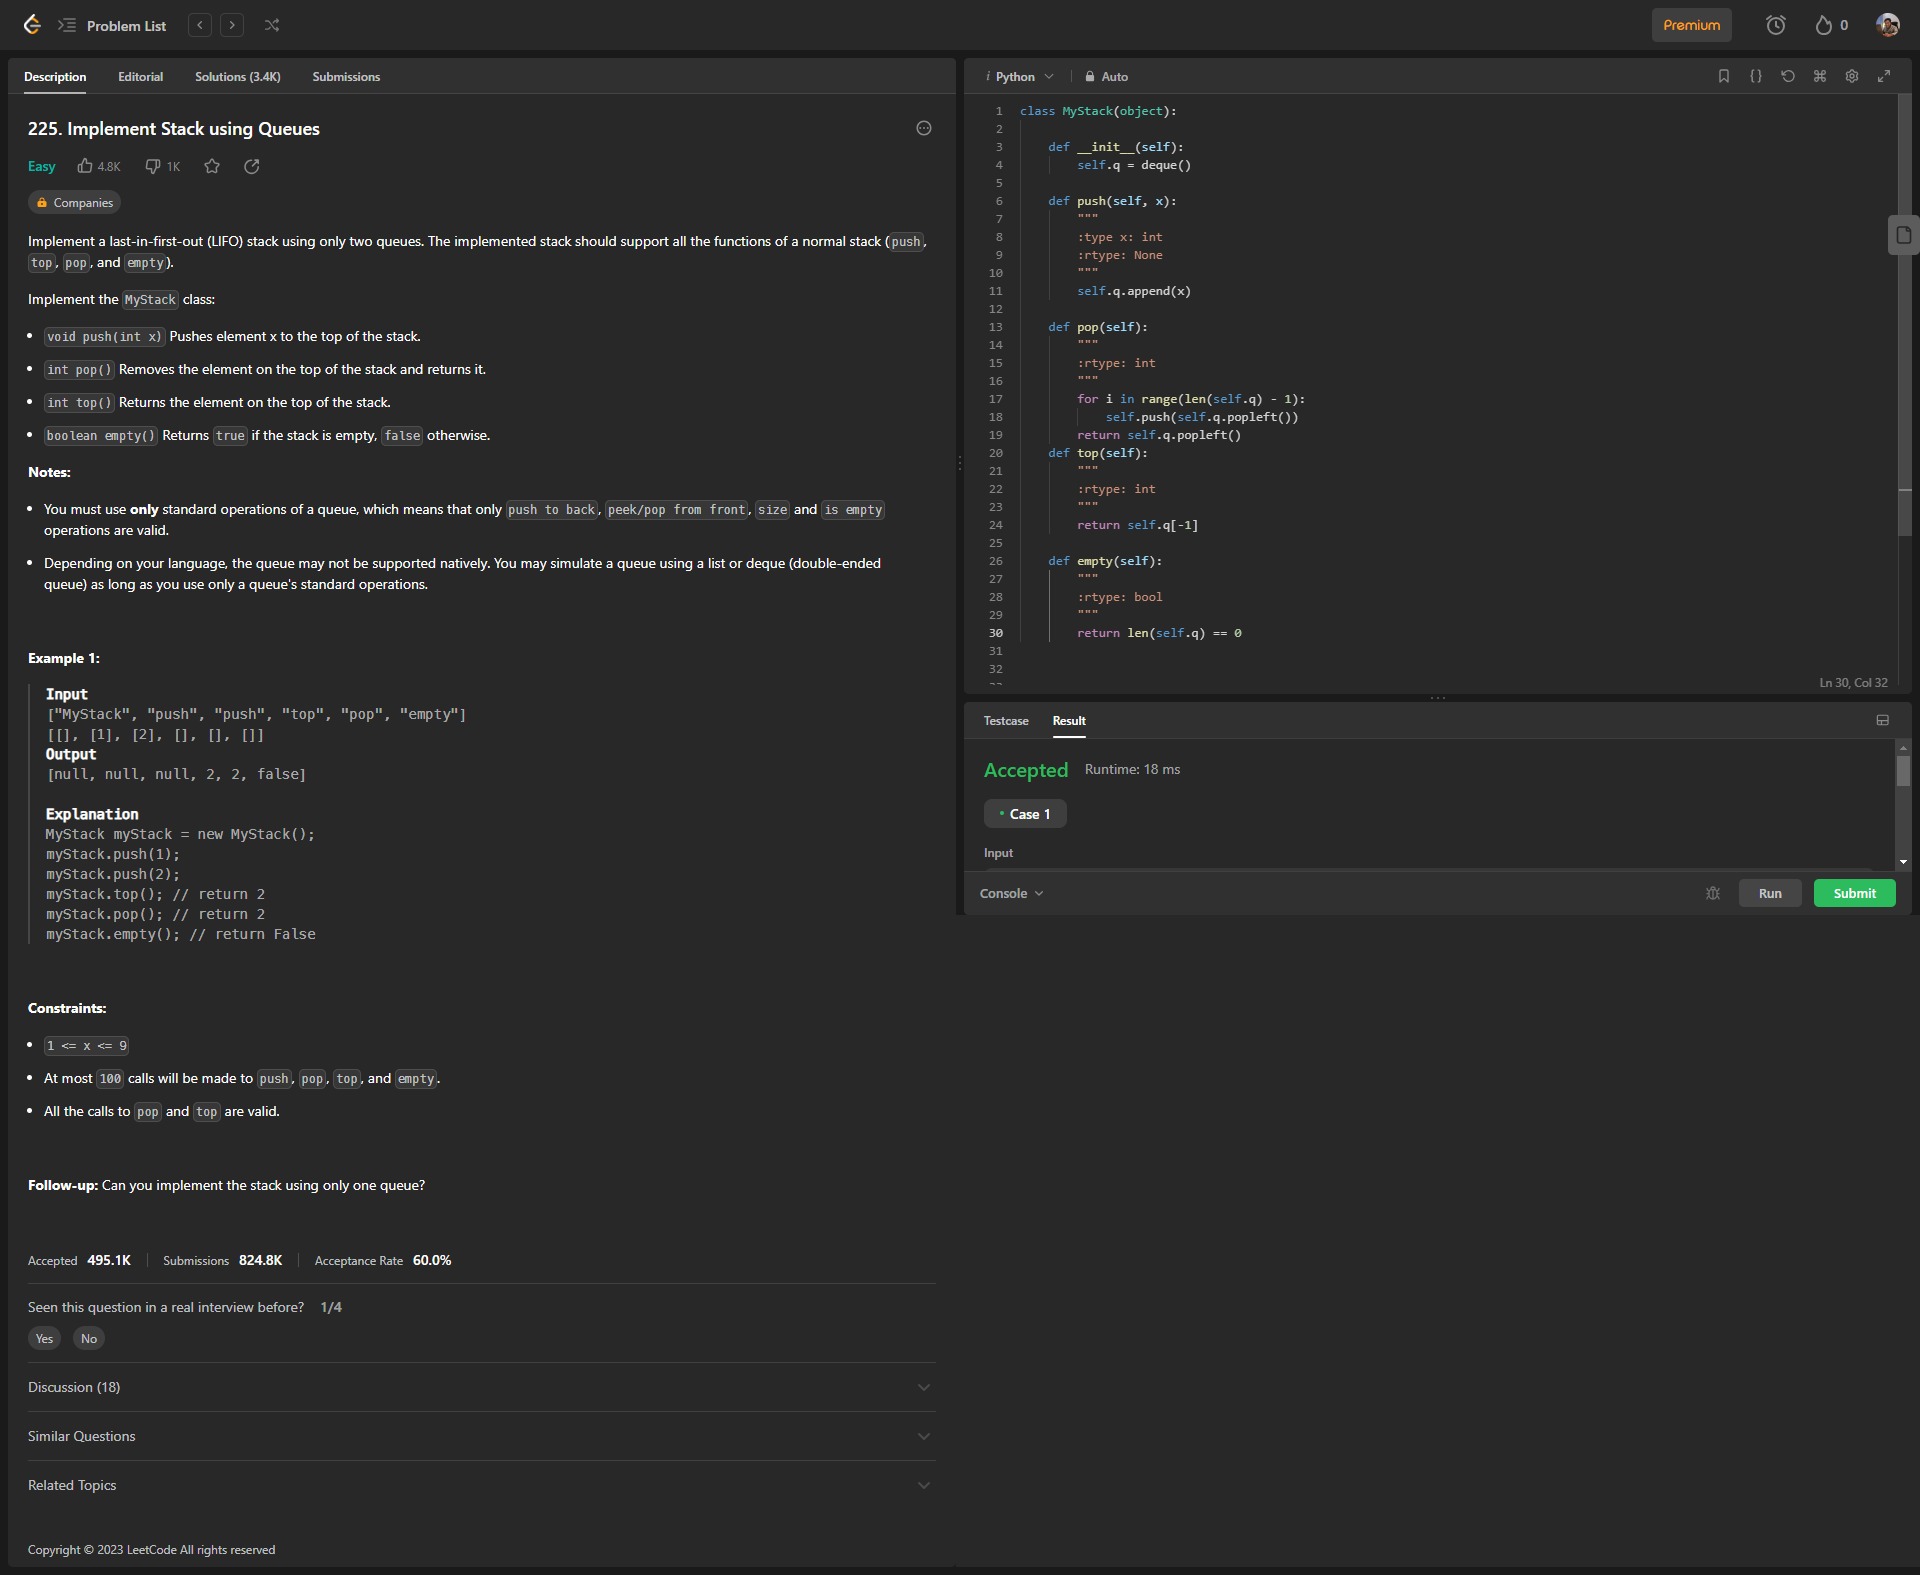 Problem List
Premium
0
Description Editorial Solutions (3.4K) Submissions
225. Implement Stack using Queues
Easy 4.8K 1K
Companies
Implement a last-in-first-out (LIFO) stack using only two queues. The implemented stack should support all the functions of a normal stack (push,
top, pop, and empty).
Implement the MyStack class:
• void push(int x) Pushes element x to the top of the stack.
• int pop() Removes the element on the top of the stack and returns it.
• int top() Returns the element on the top of the stack.
• boolean empty() Returns true if the stack is empty, false otherwise.
Notes:
• You must use only standard operations of a queue, which means that only push to back, peek/pop from front, size and is empty
operations are valid.
• Depending on your language, the queue may not be supported natively. You may simulate a queue using a list or deque (double-ended
queue) as long as you use only a queue's standard operations.
Example 1:
Input
["MyStack", "push", "push", "top", "pop", "empty"]
[[], [1], [2], [], [], []]
Output
[null, null, null, 2, 2, false]
Explanation
MyStack myStack = new MyStack();
myStack.push(1);
myStack.push(2);
myStack.top(); // return 2
myStack.pop(); // return 2
myStack.empty(); // return False
Constraints:
• 1 <= x <= 9
• At most 100 calls will be made to push, pop, top, and empty.
• All the calls to pop and top are valid.
Follow-up: Can you implement the stack using only one queue?
Accepted 495.1K Submissions 824.8K Acceptance Rate 60.0%
Seen this question in a real interview before? 1/4
Yes No
Discussion (18)
Similar Questions
Related Topics
Copyright © 2023 LeetCode All rights reserved
i Python Auto
1 class MyStack(object):
2
3 def __init__(self):
4 self.q = deque()
5
6 def push(self, x):
7 """
8 :type x: int
9 :rtype: None
10 """
11 self.q.append(x)
12
13 def pop(self):
14 """
15 :rtype: int
16 """
17 for i in range(len(self.q) - 1):
18 self.push(self.q.popleft())
19 return self.q.popleft()
20 def top(self):
21 """
22 :rtype: int
23 """
24 return self.q[-1]
25
26 def empty(self):
27 """
28 :rtype: bool
29 """
30 return len(self.q) == 0
31
32
Ln 30, Col 32
Testcase Result
Accepted Runtime: 18 ms
• Case 1
Input
Console Run Submit